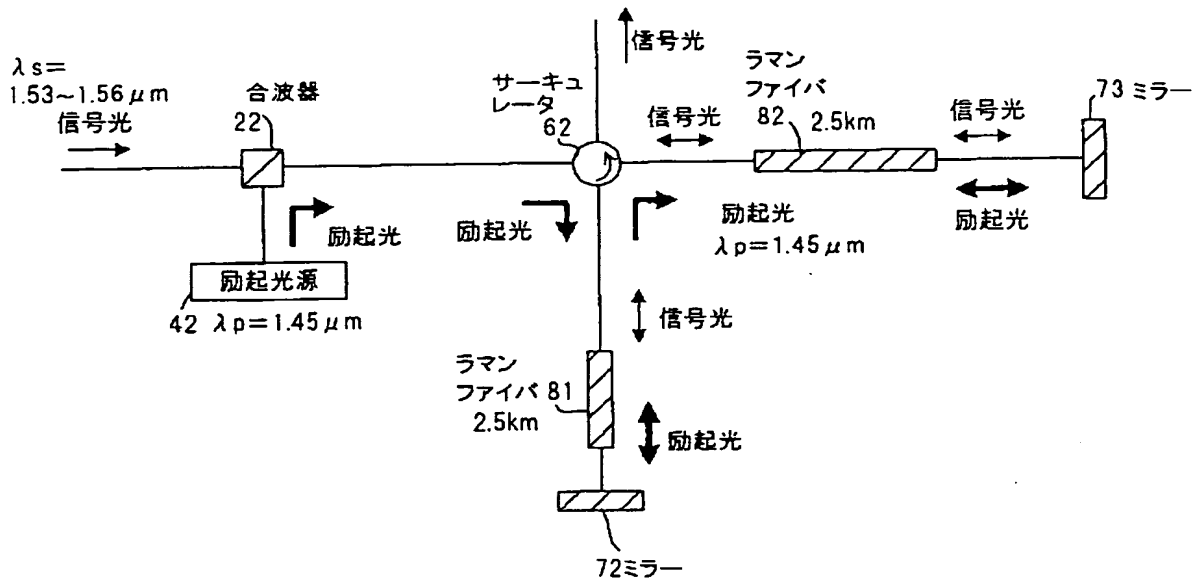 λs=
1.53~1.56μm
信号光
合波器
22
励起光
励起光源
42 λp=1.45μm
サーキュ
レータ
62
信号光
励起光
信号光
ラマン
ファイバ
82 2.5km
励起光
λp=1.45μm
信号光
励起光
73 ミラー
信号光
ラマン
ファイバ 81
2.5km
励起光
72ミラー